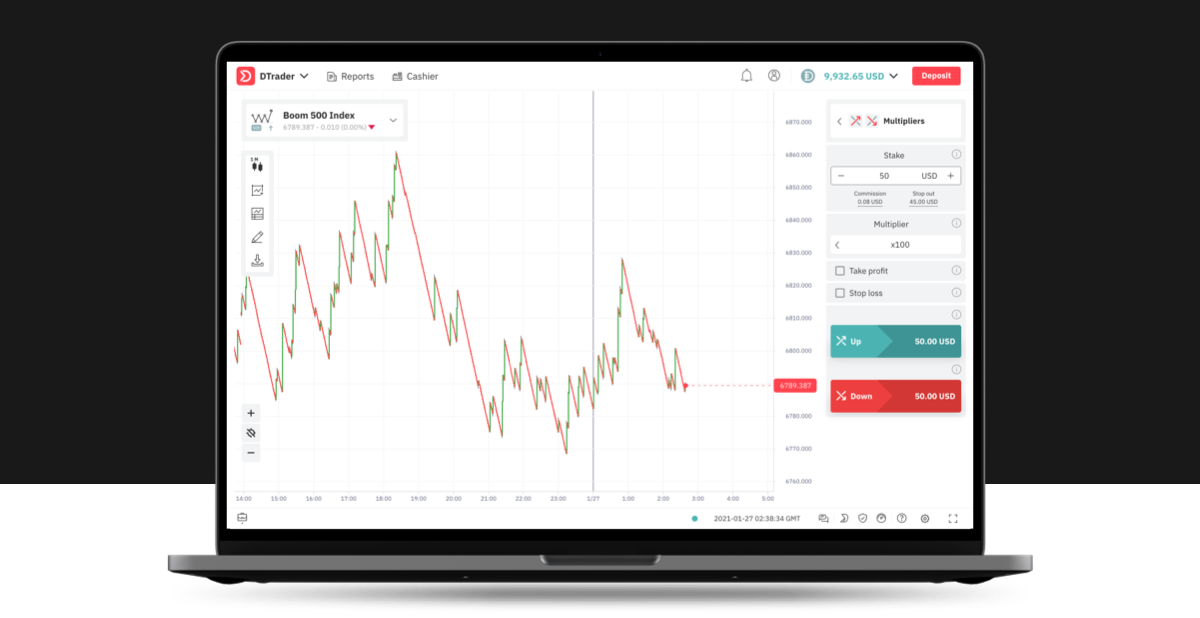 DTrader Reports Cashier 9,932.65 USD Deposit
Boom 500 Index
6789.387 - 0.010 (0.00%)
1 M
Multipliers
Stake
− 50 USD +
Commission Stop out
0.08 USD 45.00 USD
Multiplier
x100
Take profit
Stop loss
Up 50.00 USD
Down 50.00 USD
6870.000
6860.000
6850.000
6840.000
6830.000
6820.000
6810.000
6800.000
6789.387
6780.000
6770.000
6760.000
+
−
14:00 15:00 16:00 17:00 18:00 19:00 20:00 21:00 22:00 23:00 1/27 1:00 2:00 3:00 4:00 5:00
2021-01-27 02:38:34 GMT